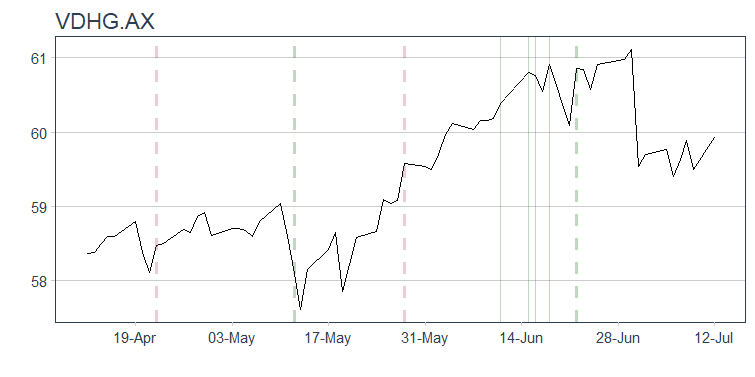 VDHG.AX
61
60
59
58
19-Apr
03-May
17-May
31-May
14-Jun
28-Jun
12-Jul